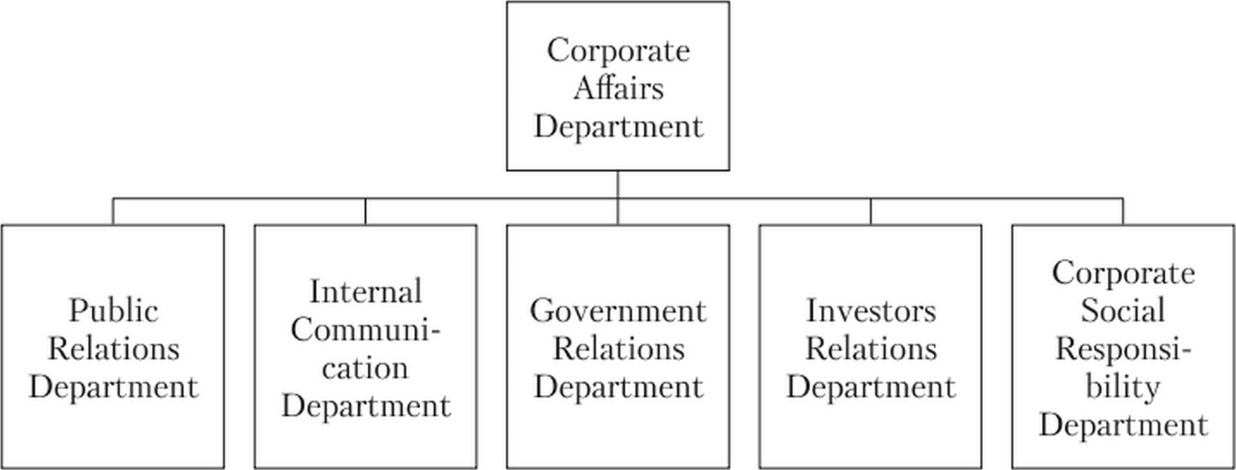 Corporate
Affairs
Department
Public
Relations
Department
Internal
Communi-
cation
Department
Government
Relations
Department
Investors
Relations
Department
Corporate
Social
Responsi-
bility
Department